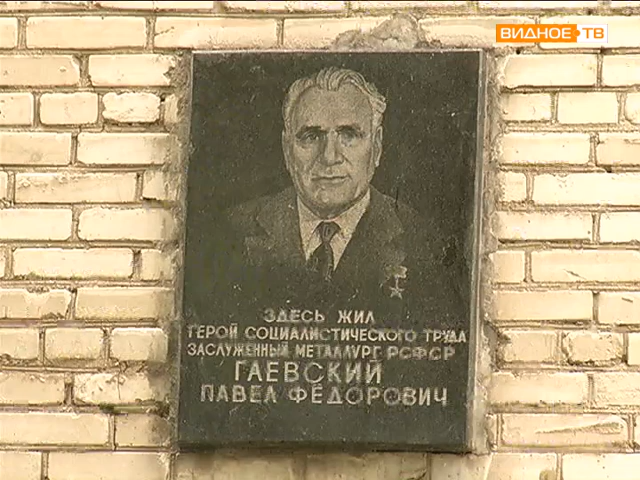 ВИДНОЕ ТВ
ЗДЕСЬ ЖИЛ
ГЕРОЙ СОЦИАЛИСТИЧЕСКОГО ТРУДА
ЗАСЛУЖЕННЫЙ МЕТАЛЛУРГ РСФСР
ГАЕВСКИЙ
ПАВЕЛ ФЁДОРОВИЧ